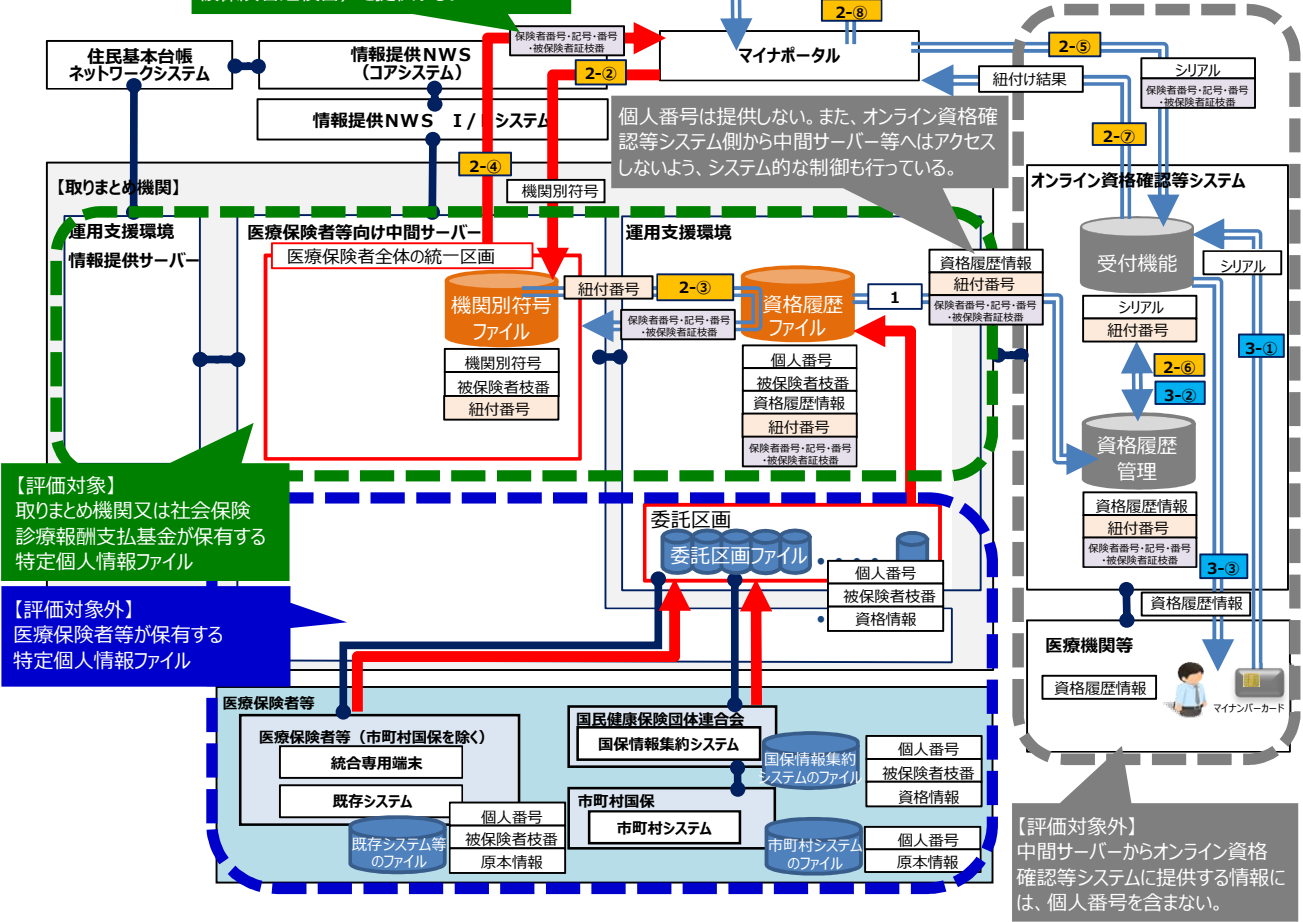 2-⑧
保険者番号・記号・番号
・被保険者証枝番
住民基本台帳
ネットワークシステム
情報提供NWS
(コアシステム)
2-②
マイナポータル
2-⑤
紐付け結果
シリアル
保険者番号・記号・番号
・被保険者証枝番
情報提供NWS I/
システム
個人番号は提供しない。また、オンライン資格確
認等システム側から中間サーバー等へはアクセス
しないよう、システム的な制御も行っている。
2-⑦
2-④
【取りまとめ機関】
機関別符号
オンライン資格確認等システム
運用支援環境
情報提供サーバー
医療保険者等向け中間サーバー
医療保険者全体の統一区画
運用支援環境
資格履歴情報
紐付番号
保険者番号・記号・番号
・被保険者証枝番
受付機能
シリアル
機関別符号
ファイル
紐付番号
2-③
保険者番号・記号・番号
・被保険者証枝番
資格履歴
ファイル
1
シリアル
紐付番号
3-①
機関別符号
被保険者枝番
紐付番号
個人番号
被保険者枝番
資格履歴情報
紐付番号
保険者番号・記号・番号
・被保険者証枝番
2-⑥
3-②
資格履歴
管理
【評価対象】
取りまとめ機関又は社会保険
診療報酬支払基金が保有する
特定個人情報ファイル
資格履歴情報
紐付番号
保険者番号・記号・番号
・被保険者証枝番
委託区画
委託区画ファイル
個人番号
被保険者枝番
資格情報
3-③
資格履歴情報
【評価対象外】
医療保険者等が保有する
特定個人情報ファイル
医療機関等
資格履歴情報
マイナンバーカード
医療保険者等
医療保険者等(市町村国保を除く)
統合専用端末
既存システム
既存システム等
のファイル
個人番号
被保険者枝番
原本情報
国民健康保険団体連合会
国保情報集約システム
国保情報集約
システムのファイル
個人番号
被保険者枝番
資格情報
市町村国保
市町村システム
市町村システム
のファイル
個人番号
原本情報
【評価対象外】
中間サーバーからオンライン資格
確認等システムに提供する情報に
は、個人番号を含まない。